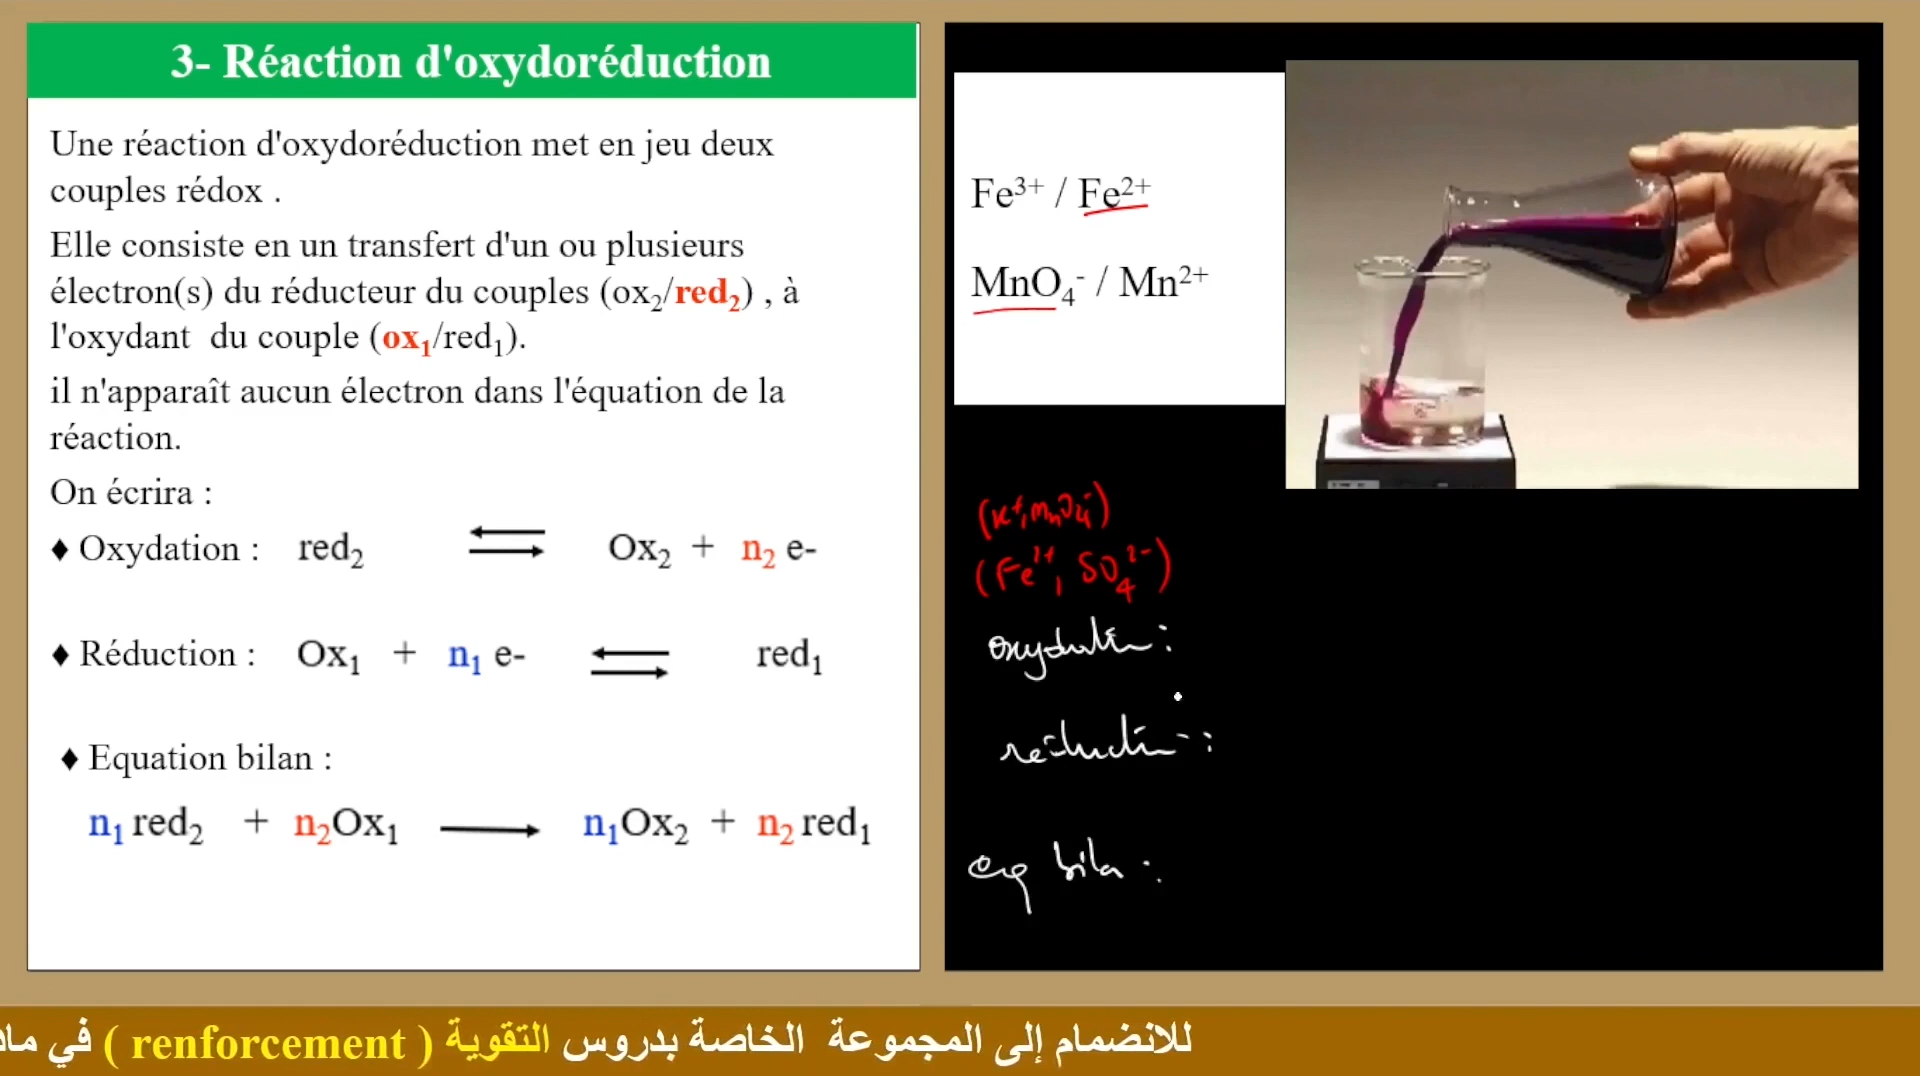 3- Réaction d'oxydoréduction
Une réaction d'oxydoréduction met en jeu deux
couples rédox .
Elle consiste en un transfert d'un ou plusieurs
électron(s) du réducteur du couples (ox₂/red₂) , à
l'oxydant du couple (ox₁/red₁).
il n'apparaît aucun électron dans l'équation de la
réaction.
On écrira :
♦ Oxydation : red₂ ⇄ Ox₂ + n₂ e-
♦ Réduction : Ox₁ + n₁ e- ⇄ red₁
♦ Equation bilan :
n₁ red₂ + n₂Ox₁ → n₁Ox₂ + n₂ red₁
Fe³⁺ / Fe²⁺
MnO₄⁻ / Mn²⁺
(K⁺, MnO₄⁻)
(Fe²⁺, SO₄²⁻)
oxydation :
réduction :
eq bilan :
للانضمام إلى المجموعة الخاصة بدروس التقوية ( renforcement ) في